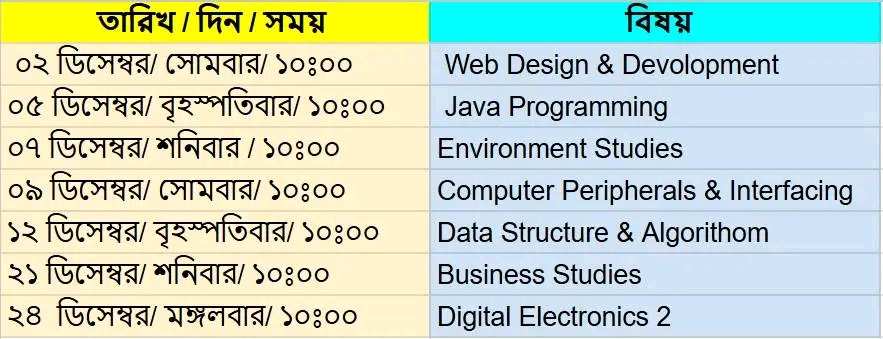 তারিখ / দিন / সময় বিষয়
০২ ডিসেম্বর/ সোমবার/ ১০ঃ০০ Web Design & Devolopment
০৫ ডিসেম্বর/ বৃহস্পতিবার/ ১০ঃ০০ Java Programming
০৭ ডিসেম্বর/ শনিবার / ১০ঃ০০ Environment Studies
০৯ ডিসেম্বর/ সোমবার/ ১০ঃ০০ Computer Peripherals & Interfacing
১২ ডিসেম্বর/ বৃহস্পতিবার/ ১০ঃ০০ Data Structure & Algorithom
২১ ডিসেম্বর/ শনিবার/ ১০ঃ০০ Business Studies
২৪ ডিসেম্বর/ মঙ্গলবার/ ১০ঃ০০ Digital Electronics 2